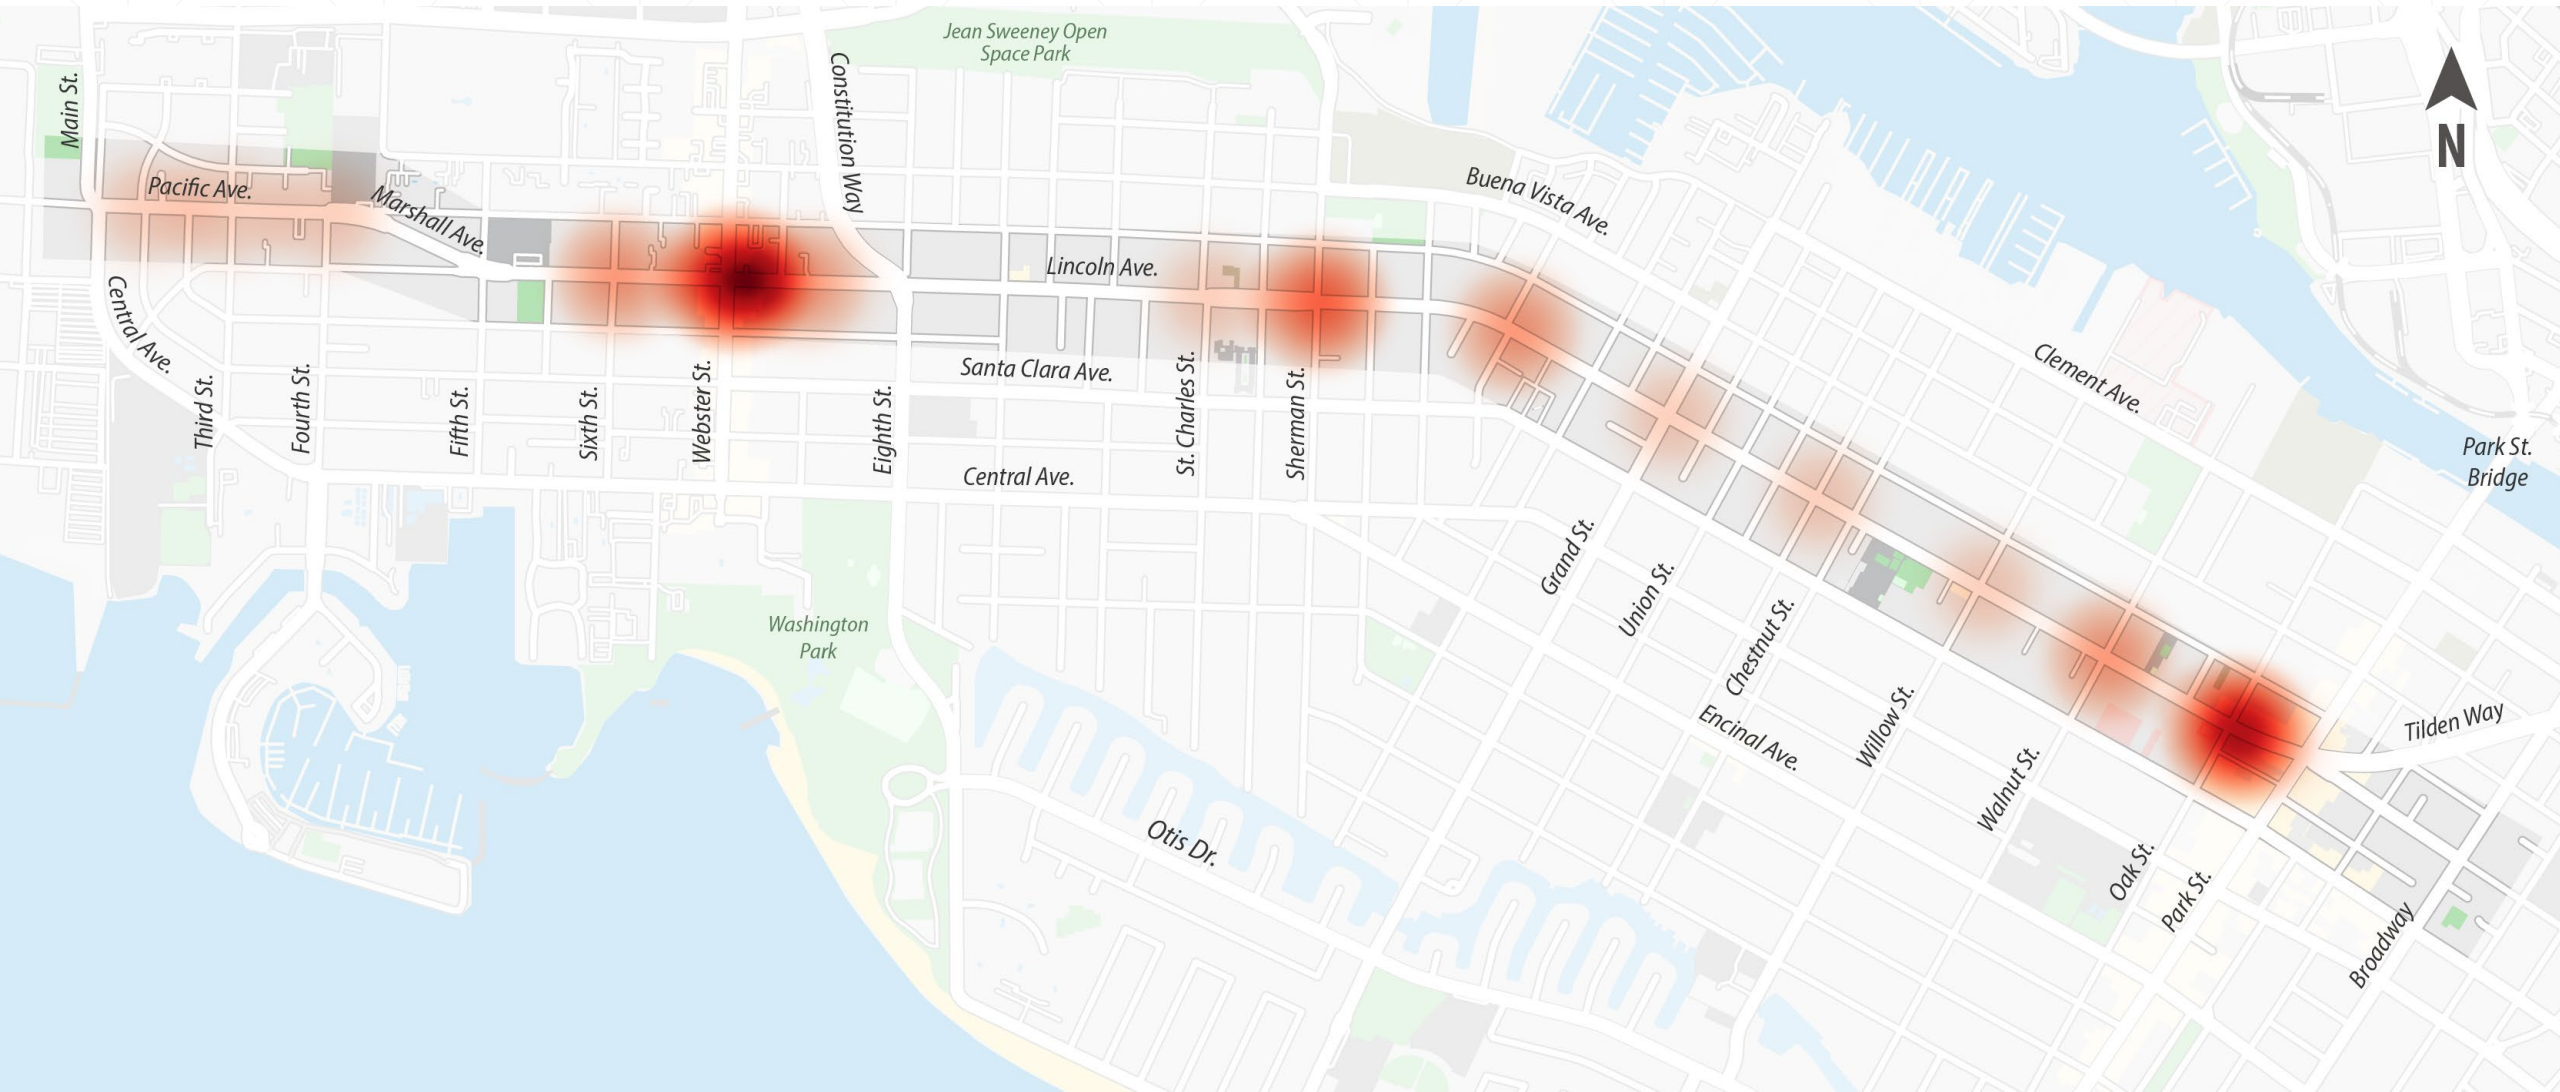 Jean Sweeney Open
Space Park
Main St.
Constitution Way
N
Pacific Ave.
Marshall Ave.
Buena Vista Ave.
Lincoln Ave.
Central Ave.
Santa Clara Ave.
Clement Ave.
Third St.
Fourth St.
Fifth St.
Sixth St.
Webster St.
Eighth St.
St. Charles St.
Sherman St.
Park St.
Bridge
Central Ave.
Grand St.
Union St.
Chestnut St.
Washington
Park
Willow St.
Encinal Ave.
Tilden Way
Walnut St.
Otis Dr.
Oak St.
Park St.
Broadway